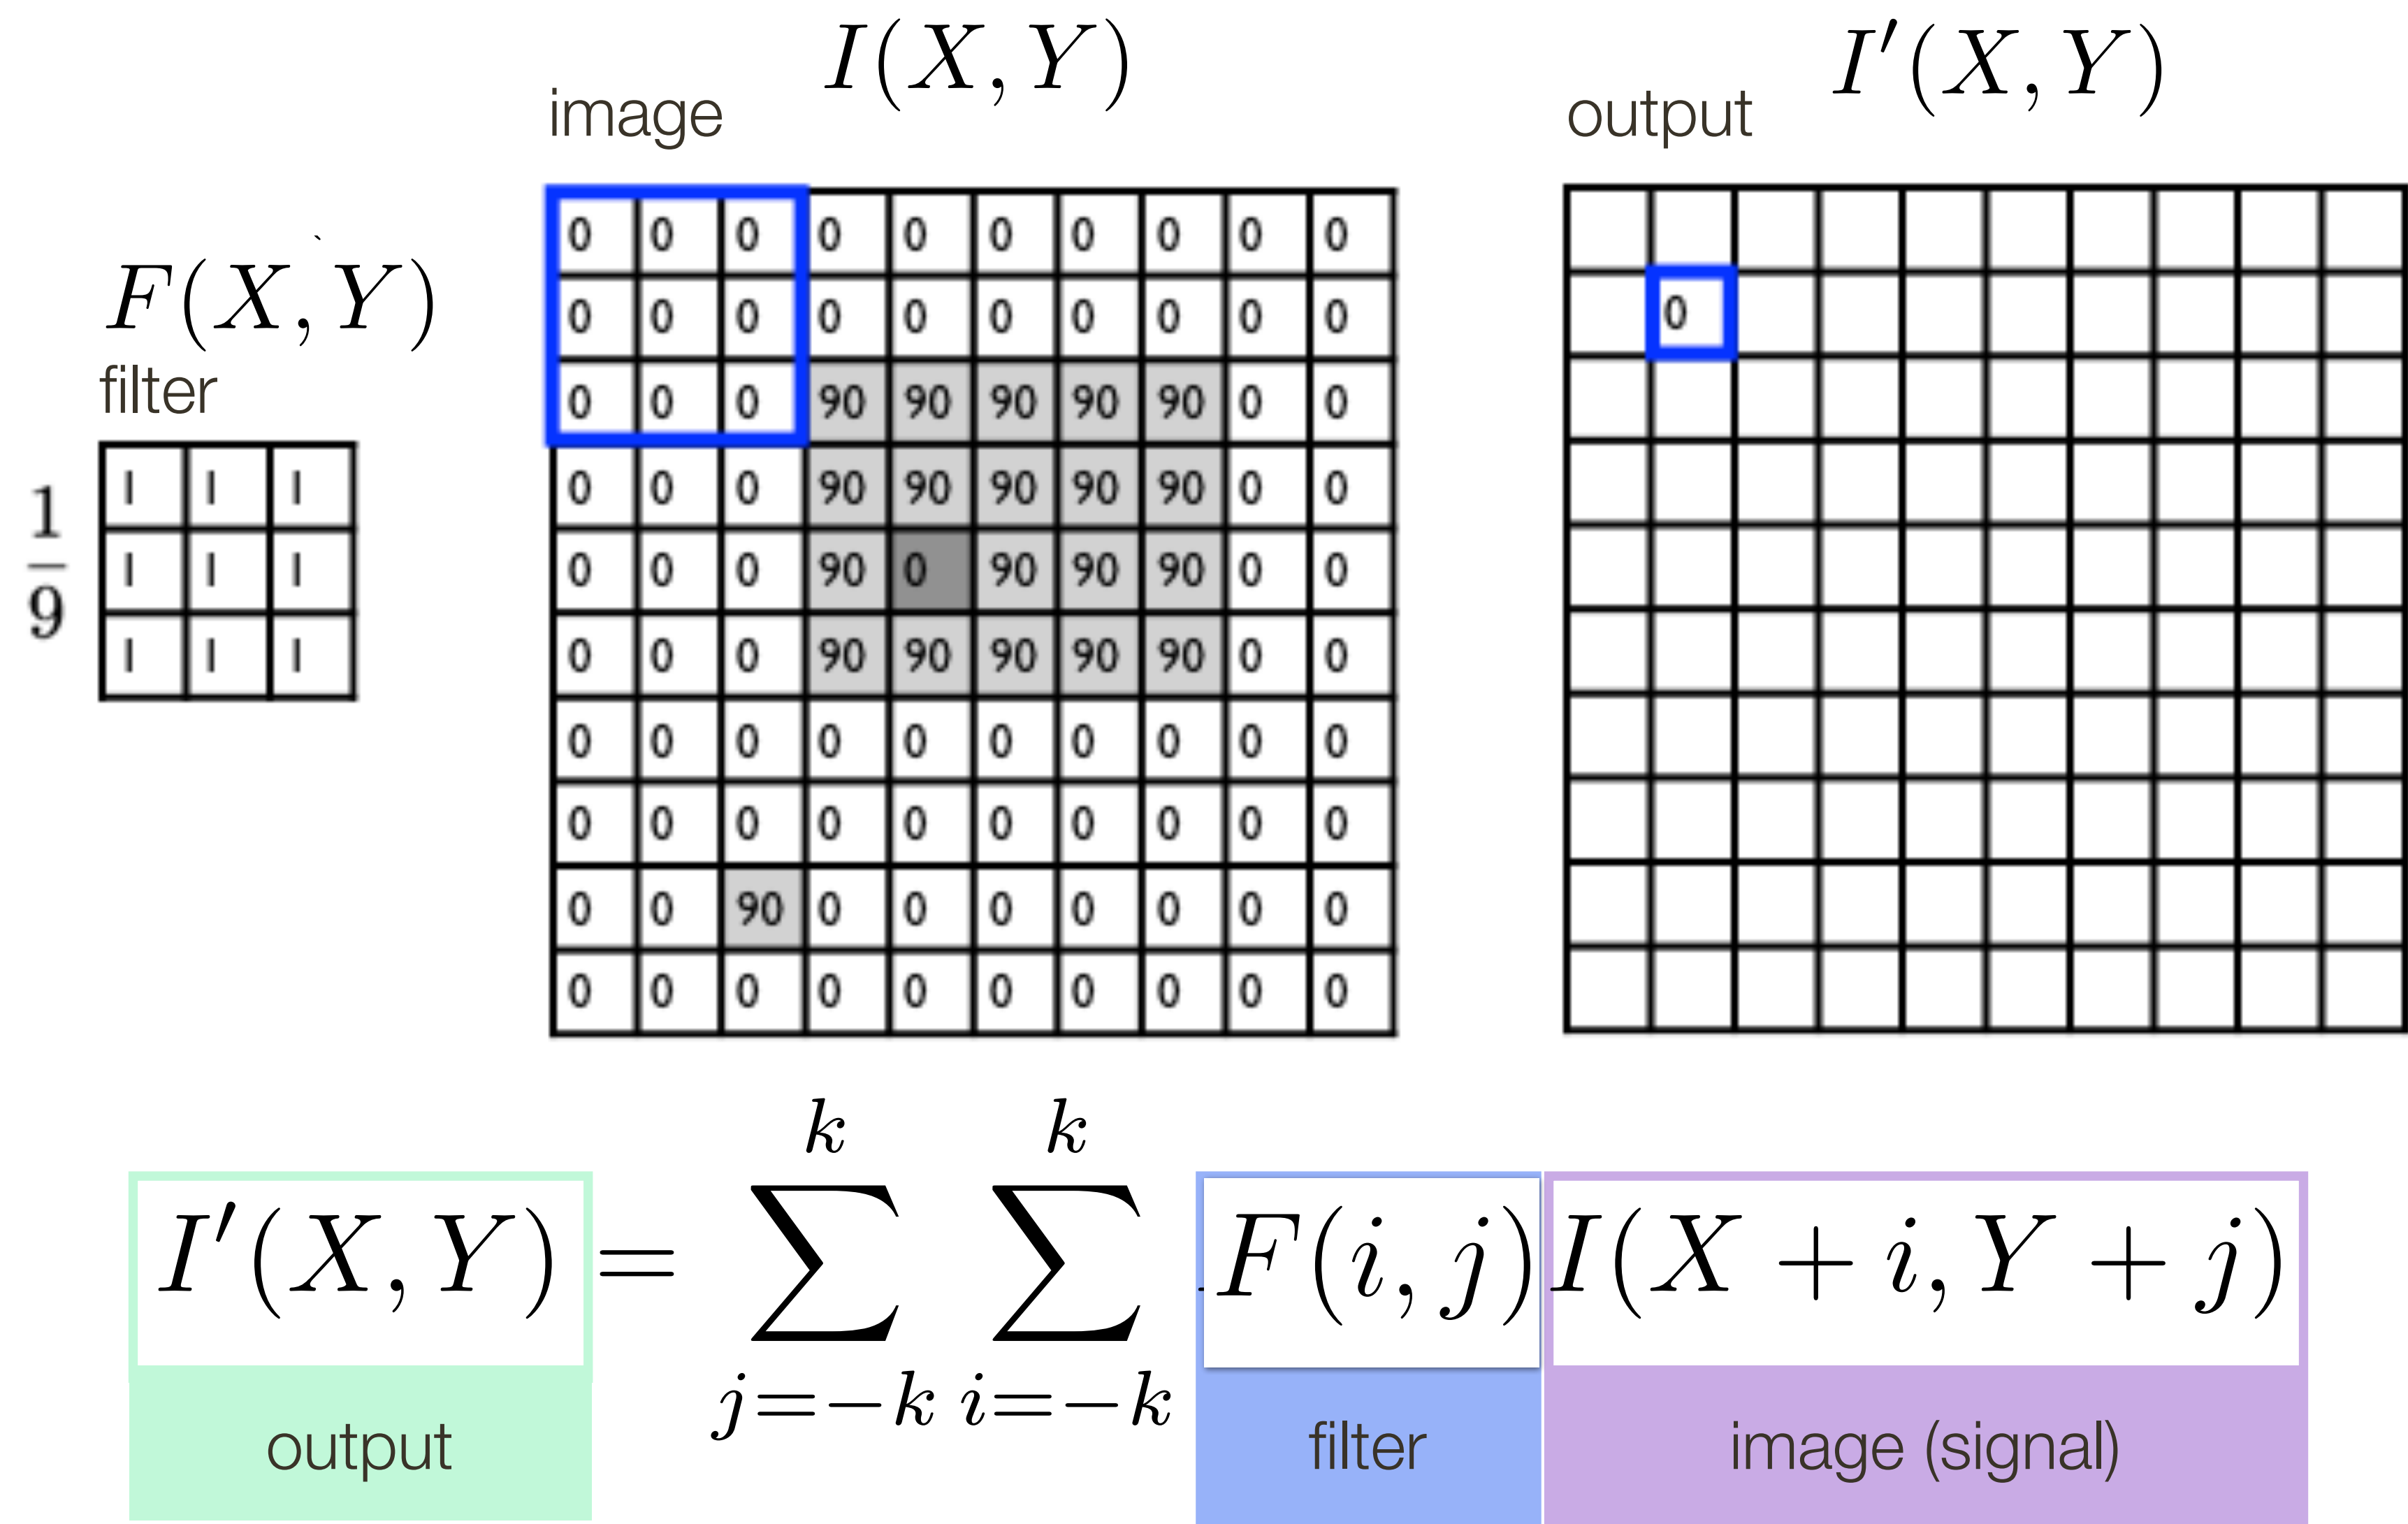 I(X, Y)
I′(X, Y)
image
output
F(X, Y)
filter
1/9
1 1 1
1 1 1
1 1 1
0 0 0 0 0 0 0 0 0 0
0 0 0 0 0 0 0 0 0 0
0 0 0 90 90 90 90 90 0 0
0 0 0 90 90 90 90 90 0 0
0 0 0 90 0 90 90 90 0 0
0 0 0 90 90 90 90 90 0 0
0 0 0 0 0 0 0 0 0 0
0 0 0 0 0 0 0 0 0 0
0 0 90 0 0 0 0 0 0 0
0 0 0 0 0 0 0 0 0 0
0
I′(X, Y) = ∑_{j=−k}^{k} ∑_{i=−k}^{k} F(i, j) I(X + i, Y + j)
output
filter
image (signal)